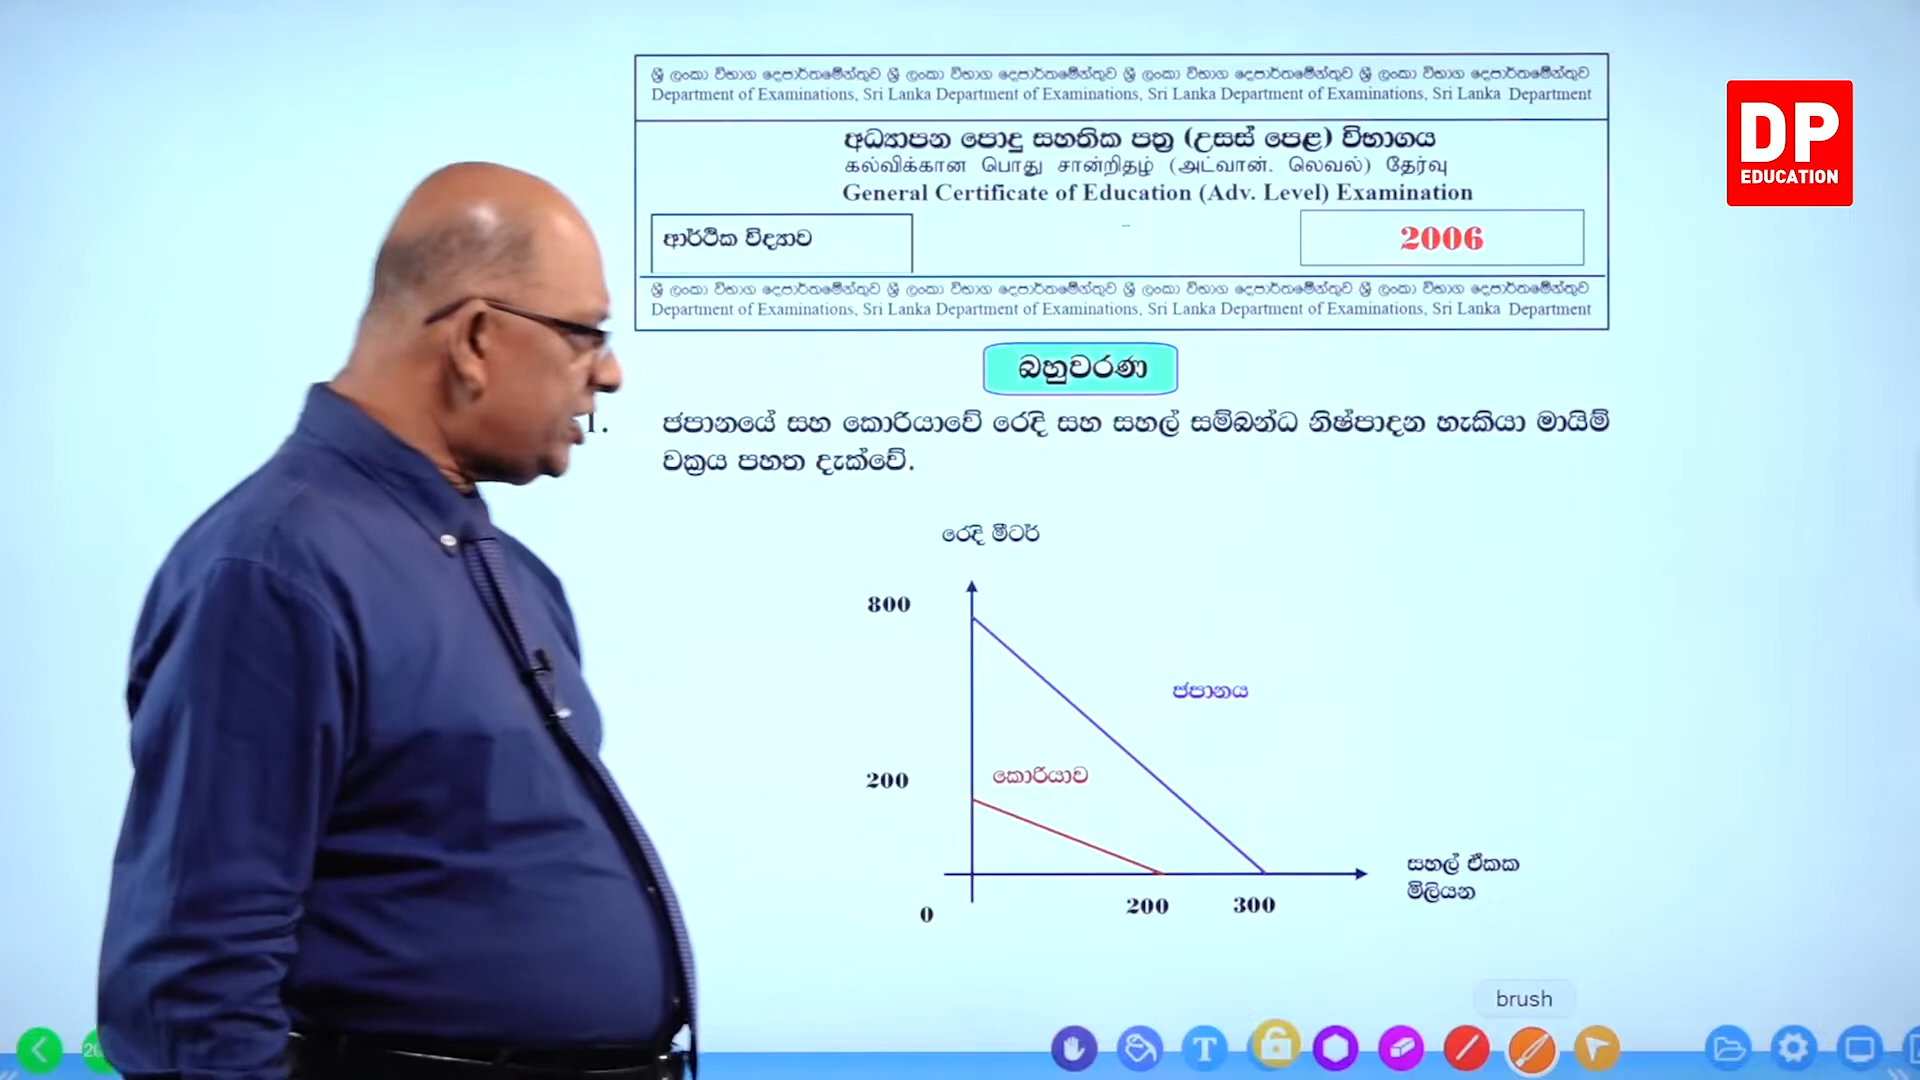 ශ්‍රී ලංකා විභාග දෙපාර්තමේන්තුව ශ්‍රී ලංකා විභාග දෙපාර්තමේන්තුව ශ්‍රී ලංකා විභාග දෙපාර්තමේන්තුව ශ්‍රී ලංකා විභාග දෙපාර්තමේන්තුව
Department of Examinations, Sri Lanka Department of Examinations, Sri Lanka Department of Examinations, Sri Lanka Department
DP
EDUCATION
අධ්‍යාපන පොදු සහතික පත්‍ර (උසස් පෙළ) විභාගය
கல்விக்கான பொது சான்றிதழ் (அட்வான். லெவல்) தேர்வு
General Certificate of Education (Adv. Level) Examination
ආර්ථික විද්‍යාව
2006
ශ්‍රී ලංකා විභාග දෙපාර්තමේන්තුව ශ්‍රී ලංකා විභාග දෙපාර්තමේන්තුව ශ්‍රී ලංකා විභාග දෙපාර්තමේන්තුව ශ්‍රී ලංකා විභාග දෙපාර්තමේන්තුව
Department of Examinations, Sri Lanka Department of Examinations, Sri Lanka Department of Examinations, Sri Lanka Department
බහුවරණ
1. ජපානයේ සහ කොරියාවේ රෙදි සහ සහල් සම්බන්ධ නිෂ්පාදන හැකියා මායිම්
වක්‍රය පහත දැක්වේ.
රෙදි මීටර්
800
ජපානය
200
කොරියාව
සහල් ඒකක
මිලියන
0
200
300
brush
T